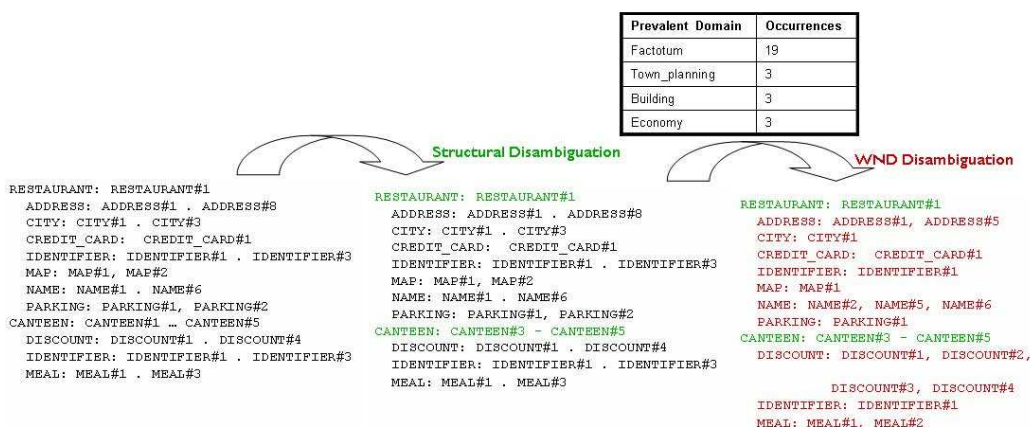 Prevalent Domain Occurrences
Factotum 19
Town_planning 3
Building 3
Economy 3
Structural Disambiguation
WND Disambiguation
RESTAURANT: RESTAURANT#1
ADDRESS: ADDRESS#1 . ADDRESS#8
CITY: CITY#1 . CITY#3
CREDIT_CARD: CREDIT_CARD#1
IDENTIFIER: IDENTIFIER#1 . IDENTIFIER#3
MAP: MAP#1, MAP#2
NAME: NAME#1 . NAME#6
PARKING: PARKING#1, PARKING#2
CANTEEN: CANTEEN#1 … CANTEEN#5
DISCOUNT: DISCOUNT#1 . DISCOUNT#4
IDENTIFIER: IDENTIFIER#1 . IDENTIFIER#3
MEAL: MEAL#1 . MEAL#3
RESTAURANT: RESTAURANT#1
ADDRESS: ADDRESS#1 . ADDRESS#8
CITY: CITY#1 . CITY#3
CREDIT_CARD: CREDIT_CARD#1
IDENTIFIER: IDENTIFIER#1 . IDENTIFIER#3
MAP: MAP#1, MAP#2
NAME: NAME#1 . NAME#6
PARKING: PARKING#1, PARKING#2
CANTEEN: CANTEEN#3 - CANTEEN#5
DISCOUNT: DISCOUNT#1 . DISCOUNT#4
IDENTIFIER: IDENTIFIER#1 . IDENTIFIER#3
MEAL: MEAL#1 . MEAL#3
RESTAURANT: RESTAURANT#1
ADDRESS: ADDRESS#1, ADDRESS#5
CITY: CITY#1
CREDIT_CARD: CREDIT_CARD#1
IDENTIFIER: IDENTIFIER#1
MAP: MAP#1
NAME: NAME#2, NAME#5, NAME#6
PARKING: PARKING#1
CANTEEN: CANTEEN#3 - CANTEEN#5
DISCOUNT: DISCOUNT#1, DISCOUNT#2,
DISCOUNT#3, DISCOUNT#4
IDENTIFIER: IDENTIFIER#1
MEAL: MEAL#1, MEAL#2